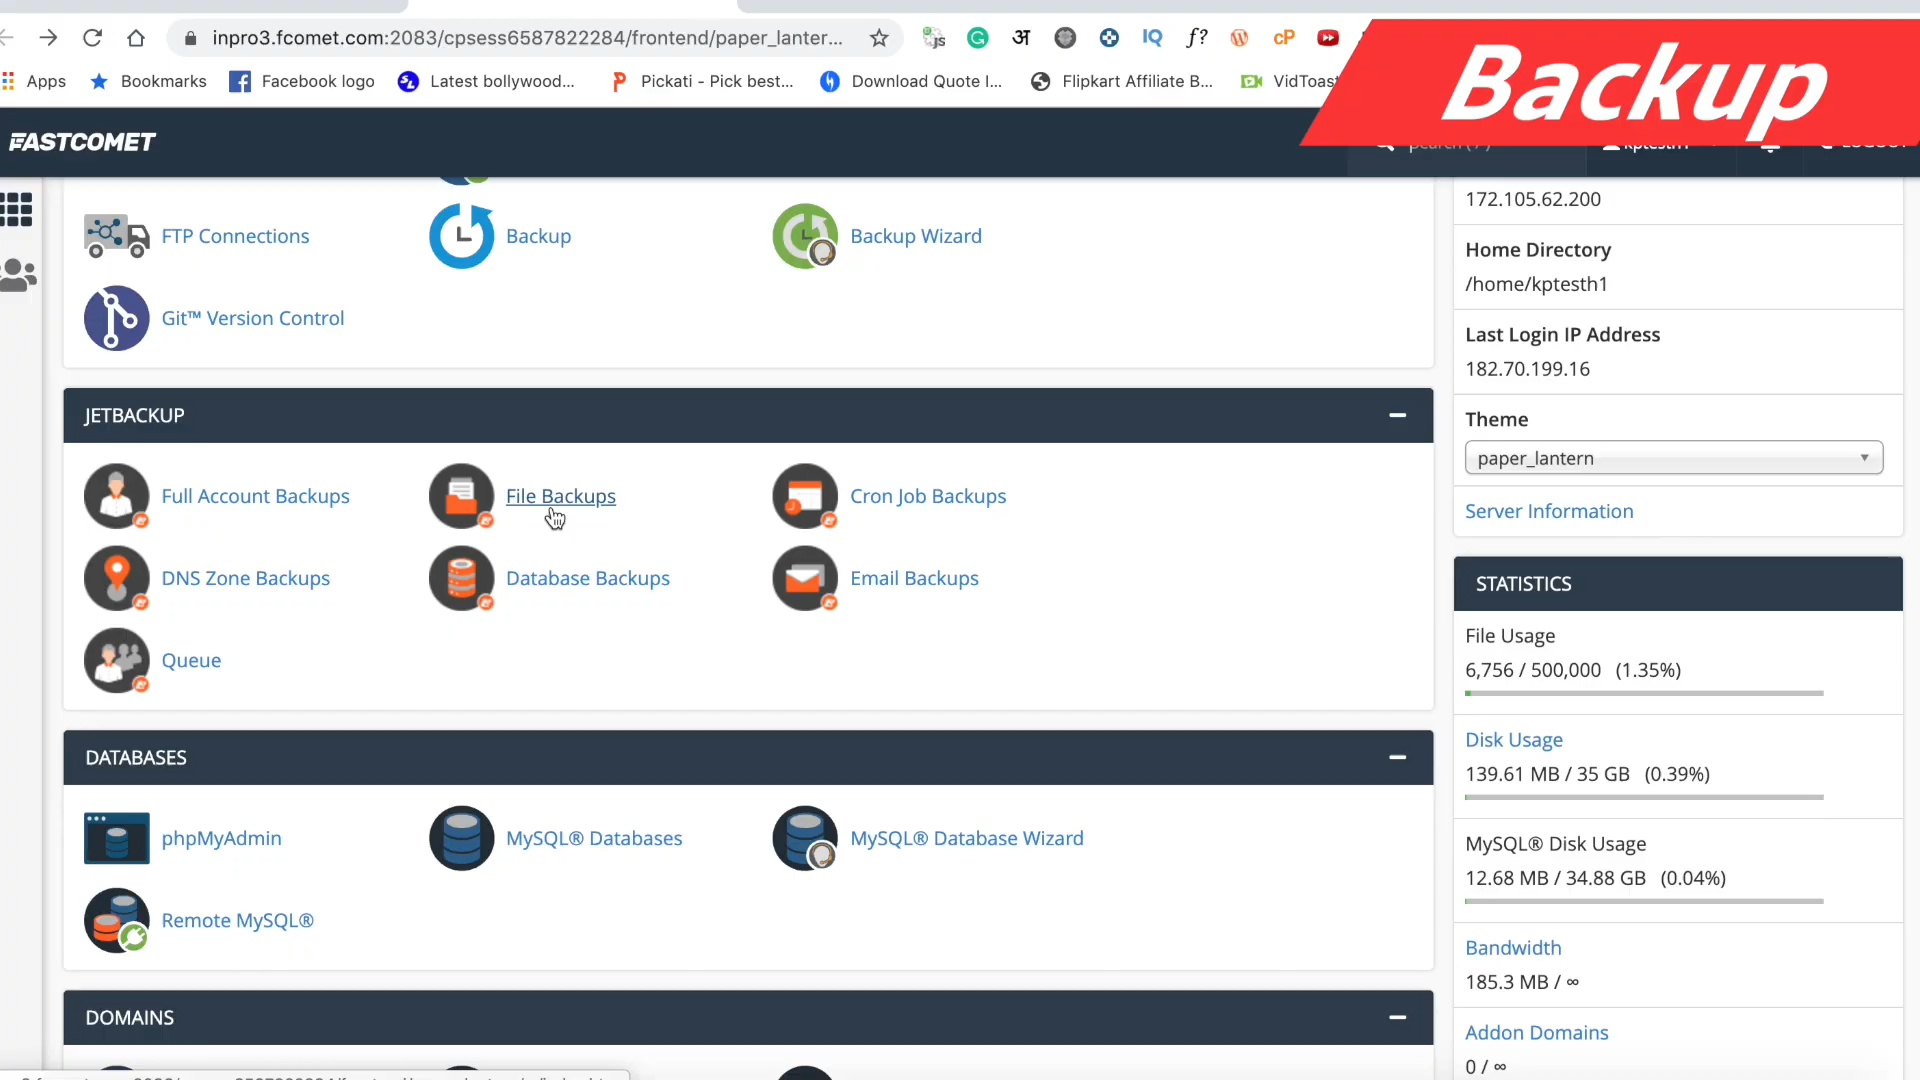 inpro3.fcomet.com:2083/cpsess6587822284/frontend/paper_lanter...
Backup
Apps
Bookmarks
Facebook logo
Latest bollywood...
Pickati - Pick best...
Download Quote I...
Flipkart Affiliate B...
VidToast
FASTCOMET
kptesth1
LOGOUT
FTP Connections
Backup
Backup Wizard
Git™ Version Control
JETBACKUP
Full Account Backups
File Backups
Cron Job Backups
DNS Zone Backups
Database Backups
Email Backups
Queue
DATABASES
phpMyAdmin
MySQL® Databases
MySQL® Database Wizard
Remote MySQL®
DOMAINS
172.105.62.200
Home Directory
/home/kptesth1
Last Login IP Address
182.70.199.16
Theme
paper_lantern
Server Information
STATISTICS
File Usage
6,756 / 500,000 (1.35%)
Disk Usage
139.61 MB / 35 GB (0.39%)
MySQL® Disk Usage
12.68 MB / 34.88 GB (0.04%)
Bandwidth
185.3 MB / ∞
Addon Domains
0 / ∞